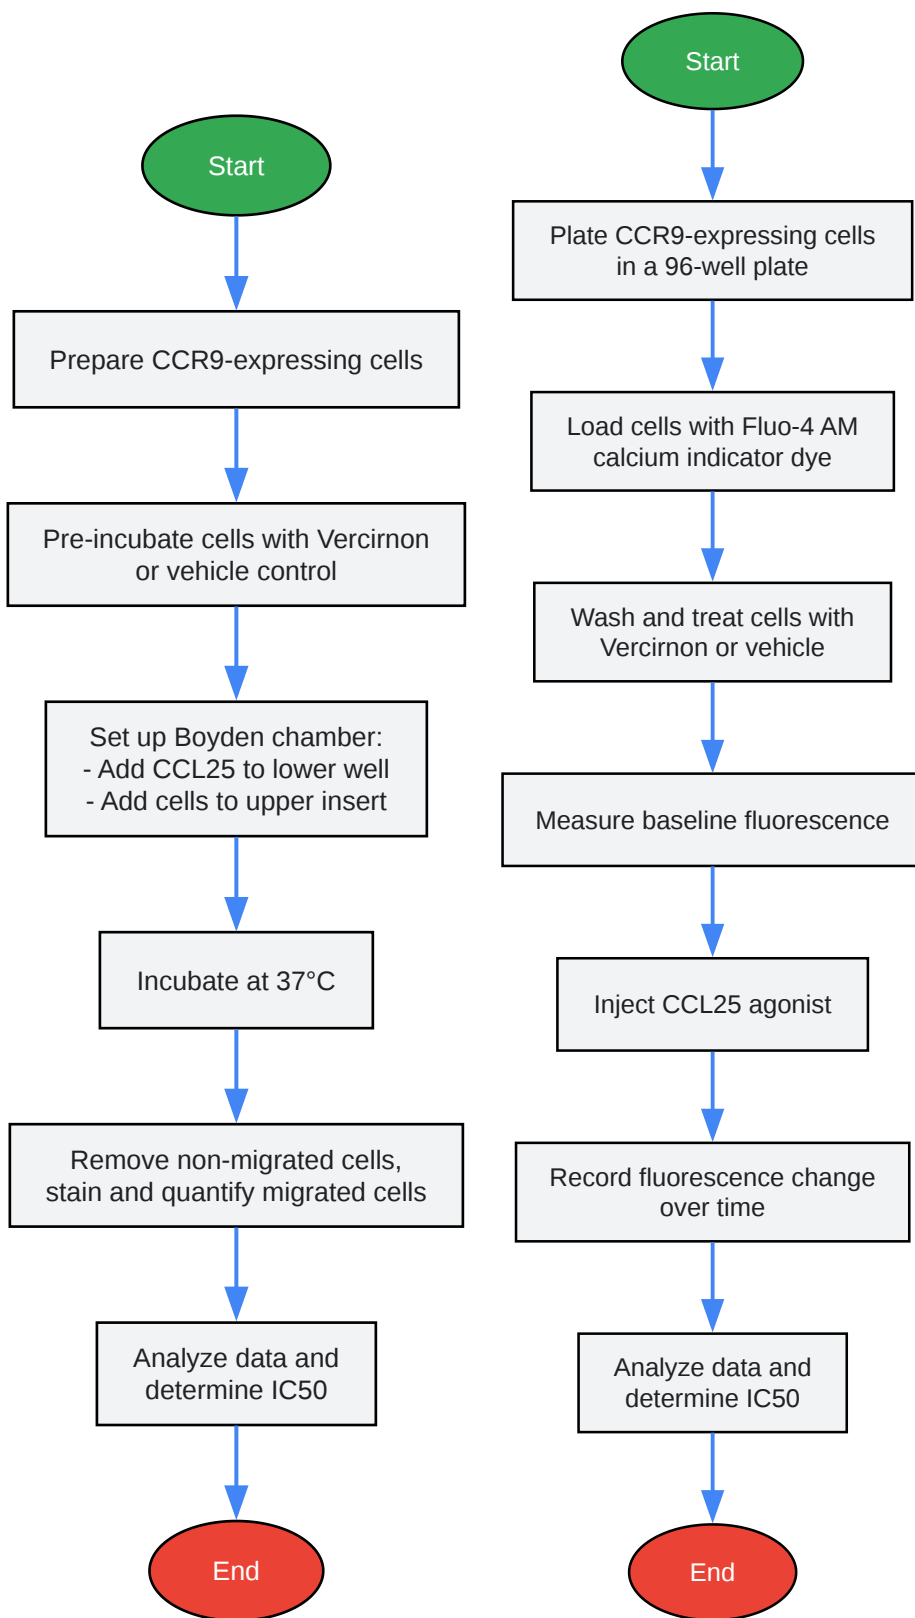 Start
Prepare CCR9-expressing cells
Pre-incubate cells with Vercirnon
or vehicle control
Set up Boyden chamber:
- Add CCL25 to lower well
- Add cells to upper insert
Incubate at 37°C
Remove non-migrated cells,
stain and quantify migrated cells
Analyze data and
determine IC50
End
Start
Plate CCR9-expressing cells
in a 96-well plate
Load cells with Fluo-4 AM
calcium indicator dye
Wash and treat cells with
Vercirnon or vehicle
Measure baseline fluorescence
Inject CCL25 agonist
Record fluorescence change
over time
Analyze data and
determine IC50
End